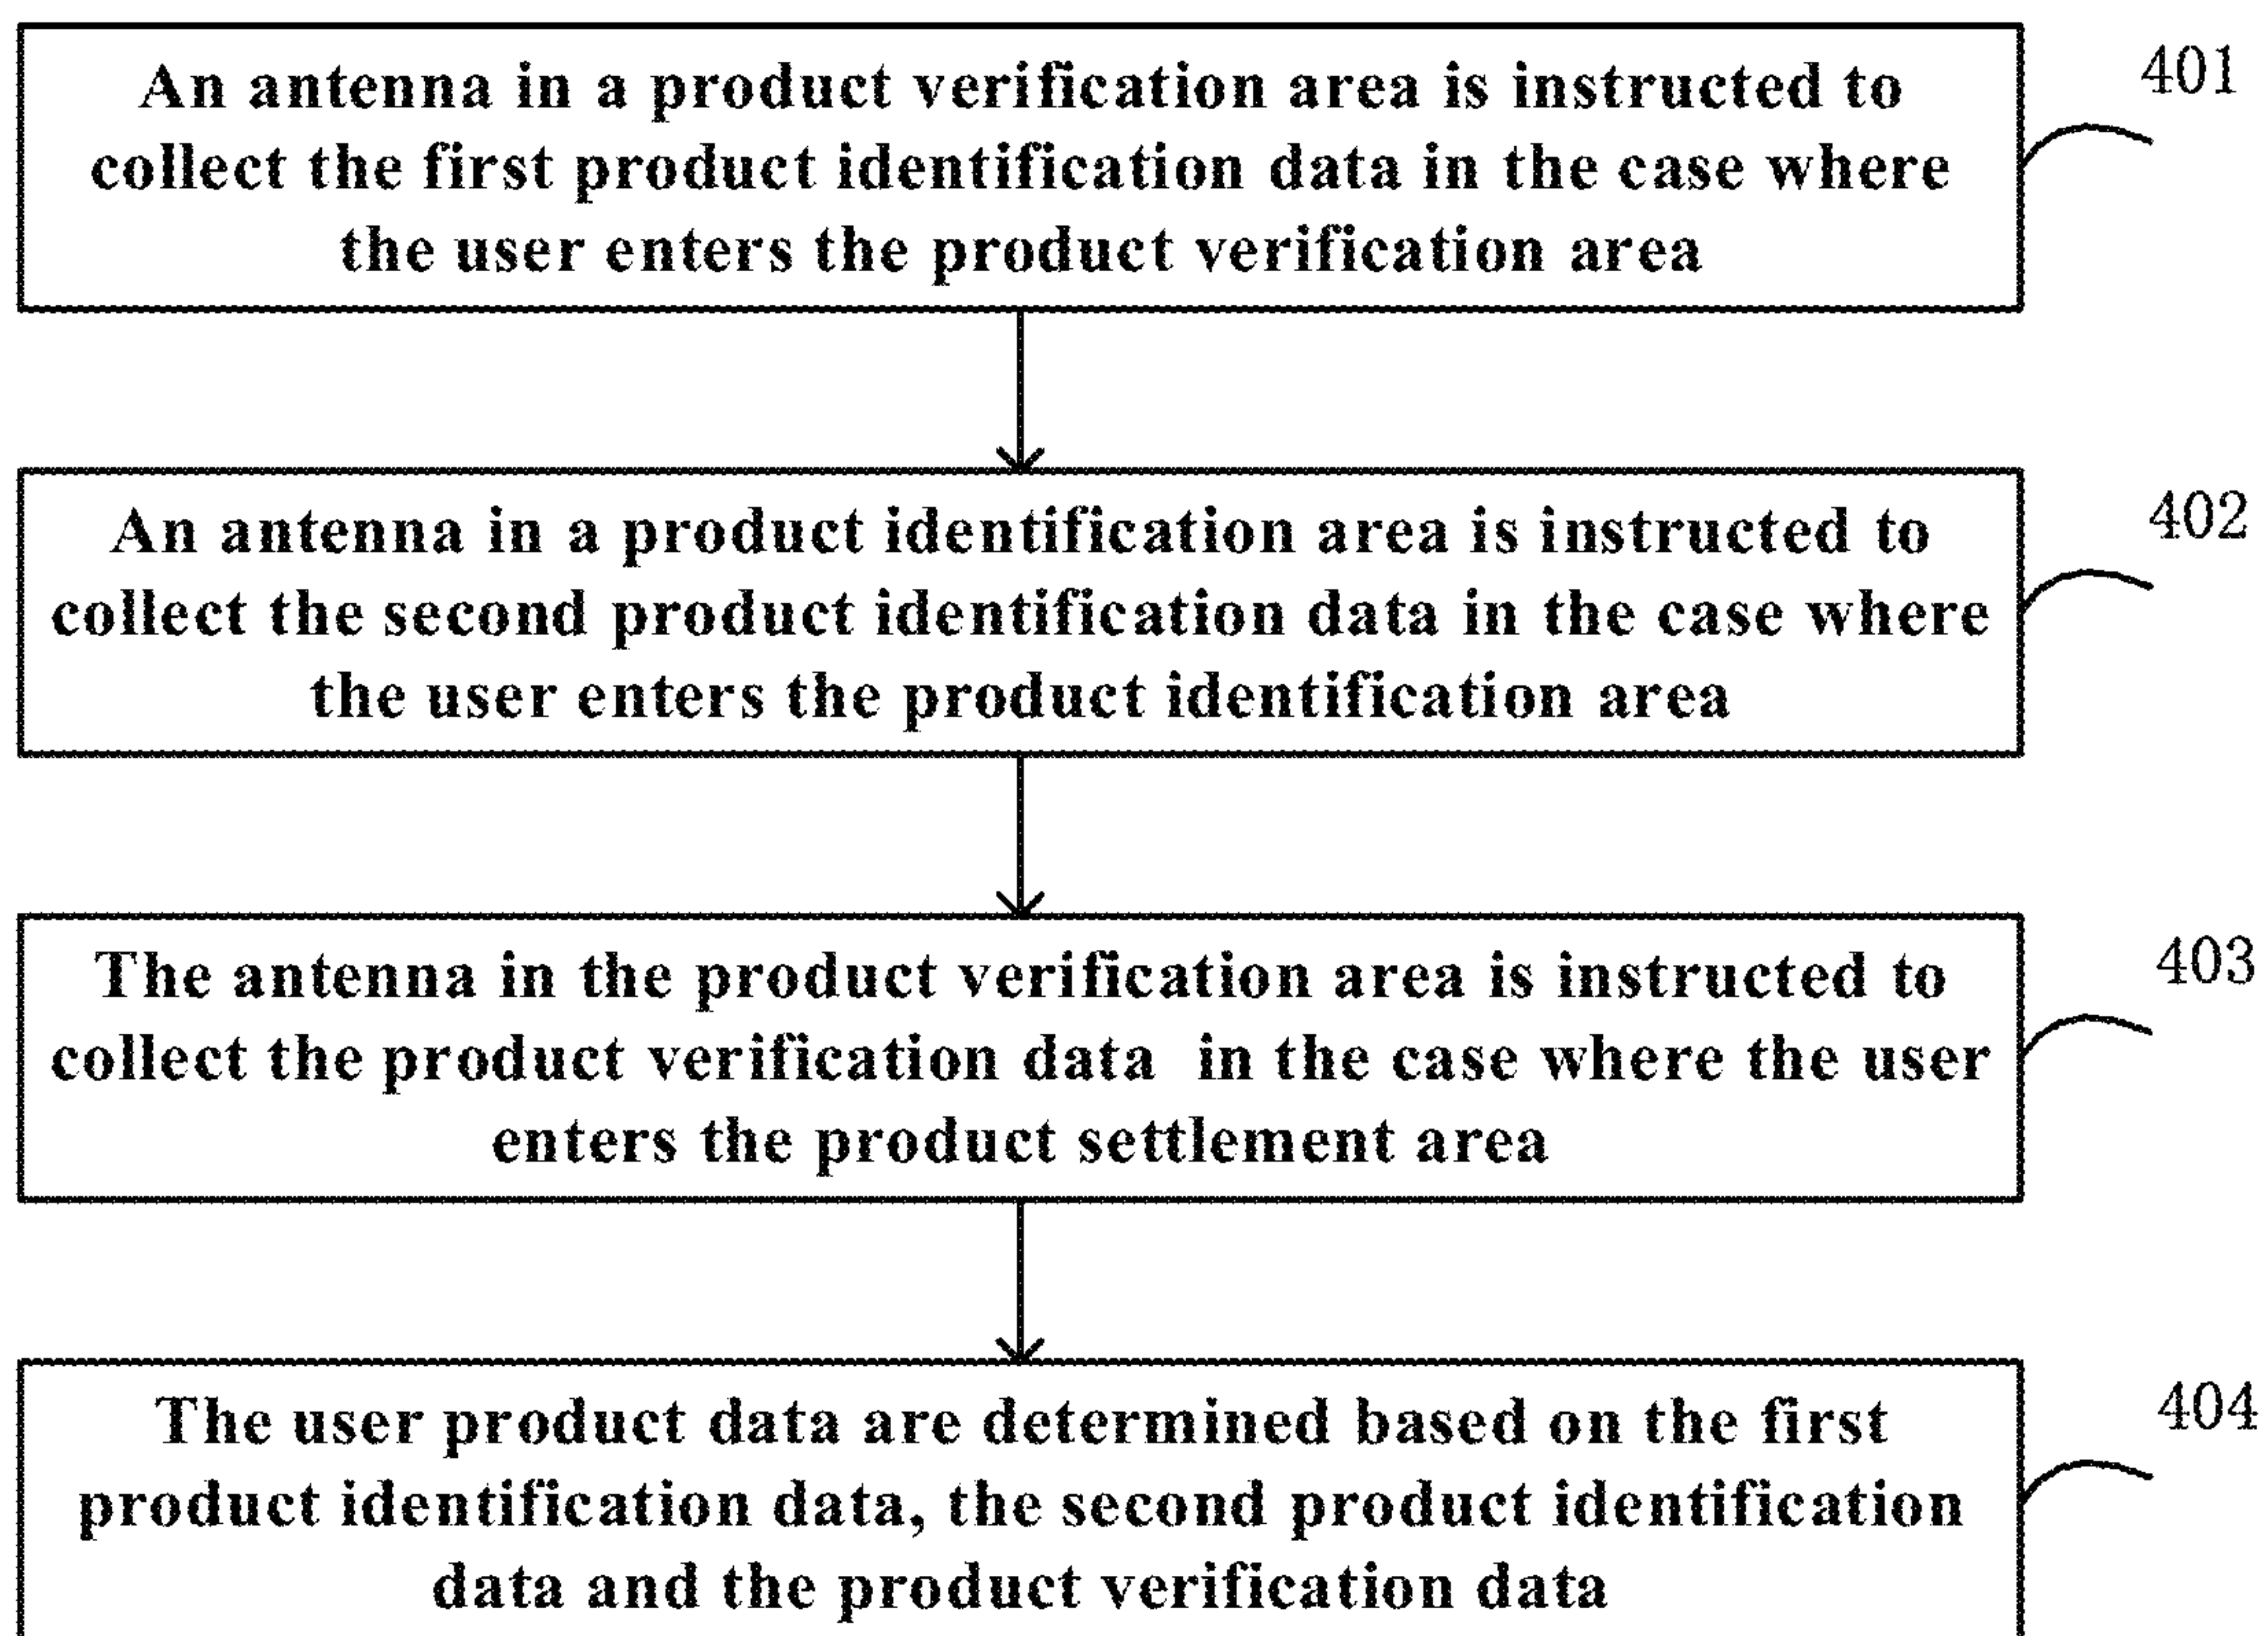 An antenna in a product verification area is instructed to
collect the first product identification data in the case where
the user enters the product verification area
401
An antenna in a product identification area is instructed to
collect the second product identification data in the case where
the user enters the product identification area
402
The antenna in the product verification area is instructed to
collect the product verification data in the case where the user
enters the product settlement area
403
The user product data are determined based on the first
product identification data, the second product identification
data and the product verification data
404